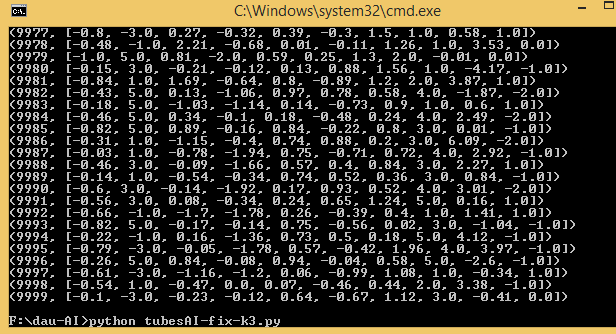 C:\Windows\system32\cmd.exe
(9977, [-0.8, -3.0, 0.27, -0.32, 0.39, -0.3, 1.5, 1.0, 0.58, 1.0])
(9978, [-0.48, -1.0, 2.21, -0.68, 0.01, -0.11, 1.26, 1.0, 3.53, 0.0])
(9979, [-1.0, 5.0, 0.81, -2.0, 0.59, 0.25, 1.3, 2.0, -0.01, 0.0])
(9980, [-0.15, 3.0, -0.21, -0.12, 0.13, 0.88, 1.56, 1.0, -4.17, -1.0])
(9981, [-0.84, 1.0, 1.69, -0.64, 0.8, -0.89, 1.2, 2.0, 3.87, 1.0])
(9982, [-0.43, 5.0, 0.13, -1.06, 0.97, 0.78, 0.58, 4.0, -1.87, -2.0])
(9983, [-0.18, 5.0, -1.03, -1.14, 0.14, -0.73, 0.9, 1.0, 0.6, 1.0])
(9984, [-0.46, 5.0, 0.34, -0.1, 0.18, -0.48, 0.24, 4.0, 2.49, -2.0])
(9985, [-0.82, 5.0, 0.89, -0.16, 0.84, -0.22, 0.8, 3.0, 0.01, -1.0])
(9986, [-0.31, 1.0, -1.15, -0.4, 0.74, 0.88, 0.2, 3.0, 6.09, -2.0])
(9987, [-0.03, 1.0, -0.78, -1.94, 0.75, -0.71, 0.72, 4.0, 2.92, -1.0])
(9988, [-0.46, 3.0, -0.09, -1.66, 0.57, 0.4, 0.84, 3.0, 2.27, 1.0])
(9989, [-0.14, 1.0, -0.54, -0.34, 0.74, 0.52, 0.36, 3.0, 0.84, -1.0])
(9990, [-0.6, 3.0, -0.14, -1.92, 0.17, 0.93, 0.52, 4.0, 3.01, -2.0])
(9991, [-0.56, 3.0, 0.08, -0.34, 0.24, 0.65, 1.24, 5.0, 0.16, 1.0])
(9992, [-0.66, -1.0, -1.7, -1.78, 0.26, -0.39, 0.4, 1.0, 1.41, 1.0])
(9993, [-0.82, 5.0, -0.17, -0.14, 0.75, -0.56, 0.02, 3.0, -1.04, -1.0])
(9994, [-0.22, -1.0, 0.16, -1.36, 0.73, 0.5, 0.18, 5.0, 4.12, -1.0])
(9995, [-0.79, -3.0, -0.05, -1.78, 0.57, -0.42, 1.96, 4.0, 3.97, -1.0])
(9996, [-0.26, 5.0, 0.84, -0.08, 0.94, -0.04, 0.58, 5.0, -2.6, -1.0])
(9997, [-0.61, -3.0, -1.16, -1.2, 0.06, -0.99, 1.08, 1.0, -0.34, 1.0])
(9998, [-0.54, 1.0, -0.47, 0.0, 0.07, -0.46, 0.44, 2.0, 3.38, -1.0])
(9999, [-0.1, -3.0, -0.23, -0.12, 0.64, -0.67, 1.12, 3.0, -0.41, 0.0])
F:\dau-AI>python tubesAI-fix-k3.py